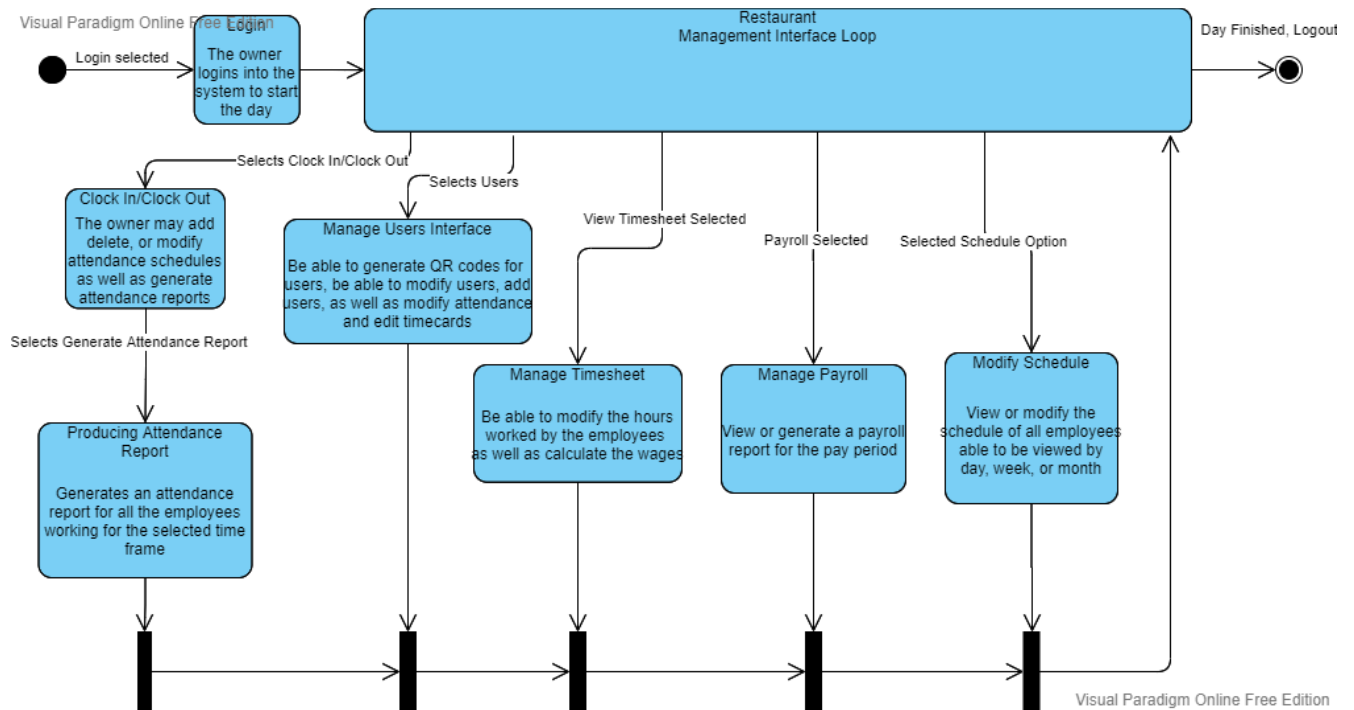 Visual Paradigm Online Free Edition
Login
The owner
logins into the
system to start
the day
Login selected
Restaurant
Management Interface Loop
Day Finished, Logout
Selects Clock In/Clock Out
Selects Users
View Timesheet Selected
Payroll Selected
Selected Schedule Option
Clock In/Clock Out
The owner may add
delete, or modify
attendance schedules
as well as generate
attendance reports
Manage Users Interface
Be able to generate QR codes for
users, be able to modify users, add
users, as well as modify attendance
and edit timecards
Selects Generate Attendance Report
Manage Timesheet
Be able to modify the hours
worked by the employees
as well as calculate the wages
Manage Payroll
View or generate a payroll
report for the pay period
Modify Schedule
View or modify the
schedule of all employees
able to be viewed by
day, week, or month
Producing Attendance
Report
Generates an attendance
report for all the employees
working for the selected time
frame
Visual Paradigm Online Free Edition